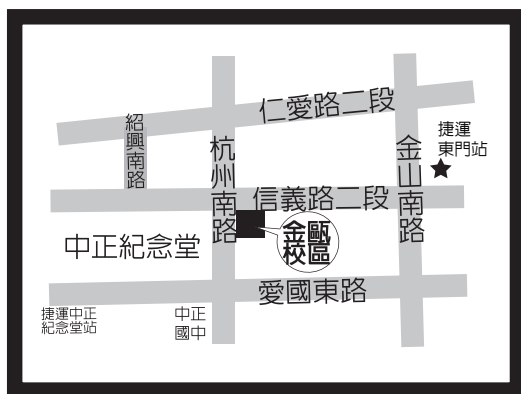 仁愛路二段
紹興南路
杭州南路
金山南路
捷運
東門站
信義路二段
金甌
校區
中正紀念堂
愛國東路
捷運中正
紀念堂站
中正
國中